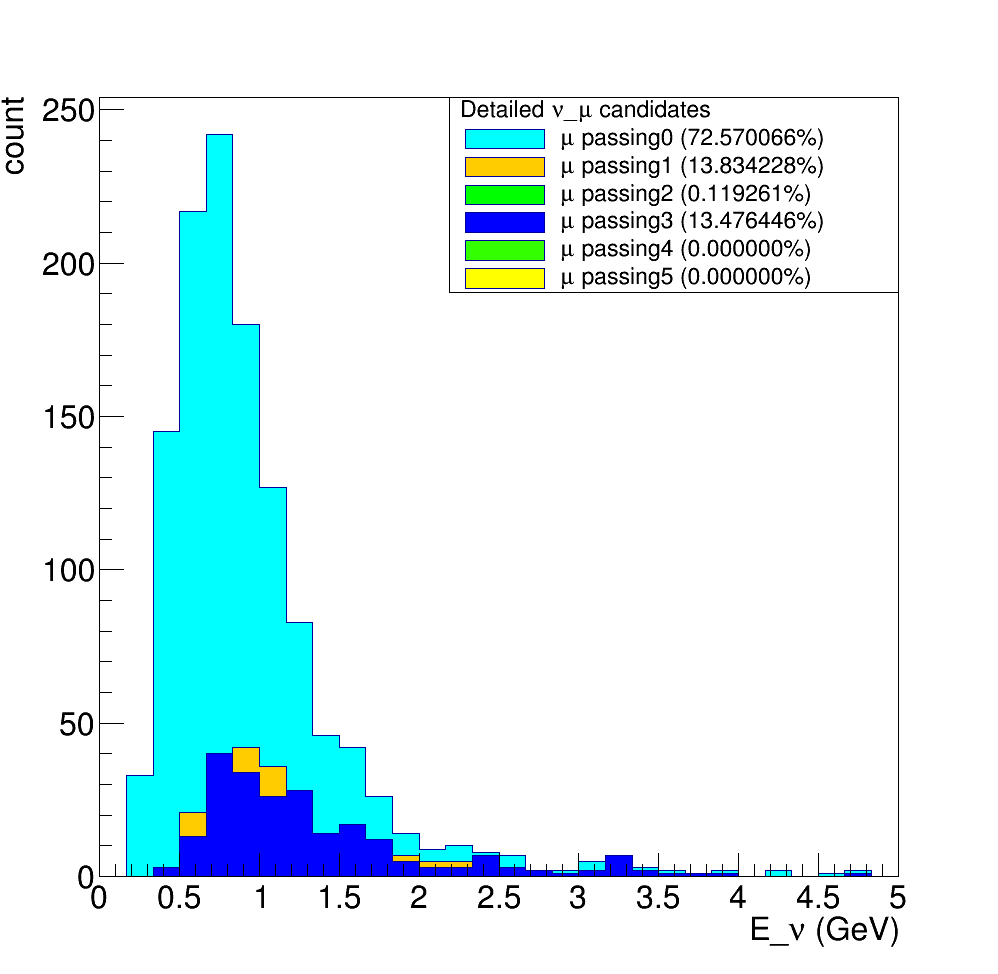 count
250
200
150
100
50
0
Detailed ν_μ candidates
μ passing0 (72.570066%)
μ passing1 (13.834228%)
μ passing2 (0.119261%)
μ passing3 (13.476446%)
μ passing4 (0.000000%)
μ passing5 (0.000000%)
0 0.5 1 1.5 2 2.5 3 3.5 4 4.5 5
E_ν (GeV)